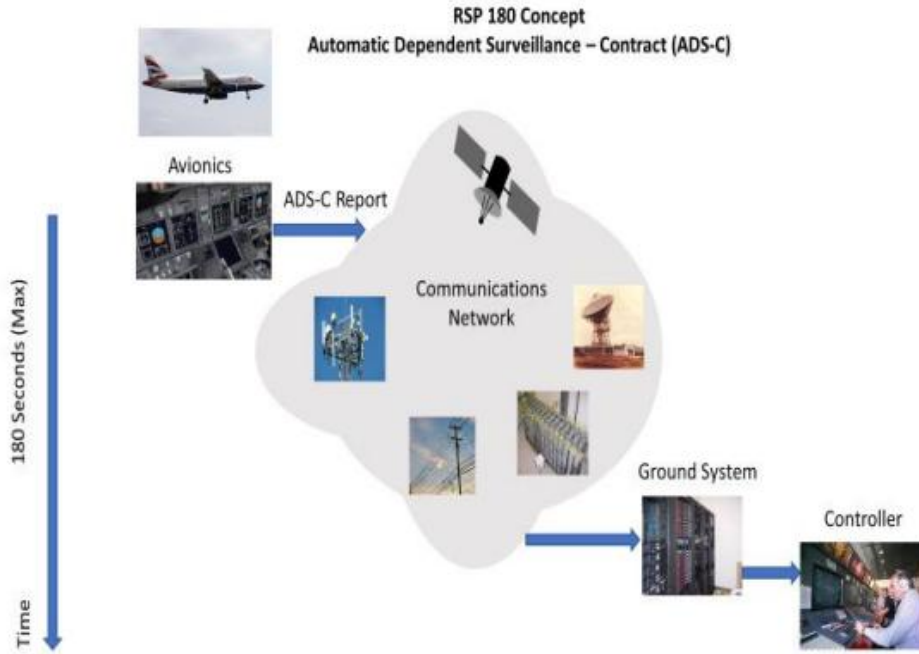 RSP 180 Concept
Automatic Dependent Surveillance – Contract (ADS-C)
Avionics
ADS-C Report
Communications
Network
180 Seconds (Max)
Ground System
Controller
Time